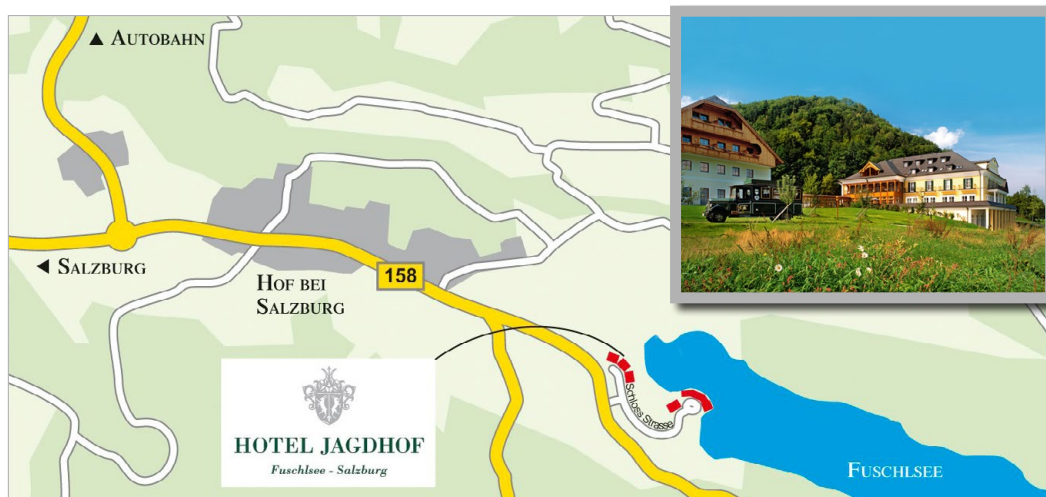 ▲ AUTOBAHN
◀ SALZBURG
HOF BEI
SALZBURG
158
Schloss Strasse
HOTEL JAGDHOF
Fuschlsee - Salzburg
FUSCHLSEE